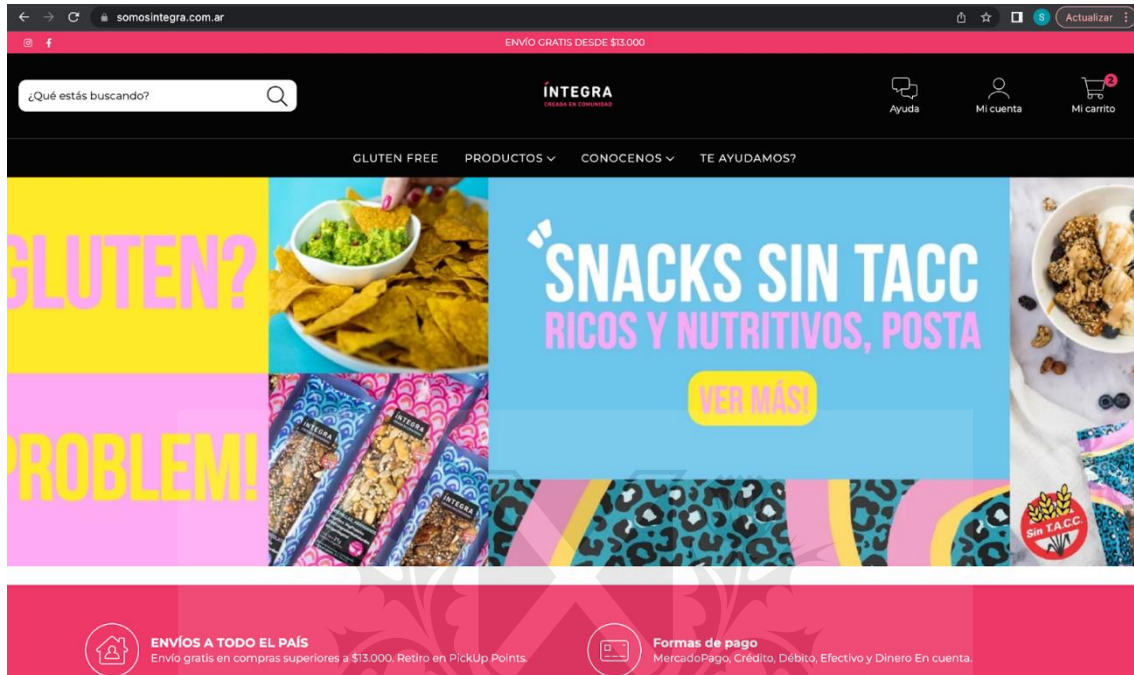 somosintegra.com.ar
S
Actualizar
ENVÍO GRATIS DESDE $13.000
¿Qué estás buscando?
ÍNTEGRA
CREADA EN COMUNIDAD
Ayuda
Mi cuenta
2
Mi carrito
GLUTEN FREE PRODUCTOS CONOCENOS TE AYUDAMOS?
GLUTEN?
PROBLEM!
ÍNTEGRA
ÍNTEGRA
ÍNTEGRA
SNACKS SIN TACC
RICOS Y NUTRITIVOS, POSTA
VER MÁS!
Sin T.A.C.C.
ENVÍOS A TODO EL PAÍS
Envío gratis en compras superiores a $13.000. Retiro en PickUp Points.
Formas de pago
MercadoPago, Crédito, Débito, Efectivo y Dinero En cuenta.